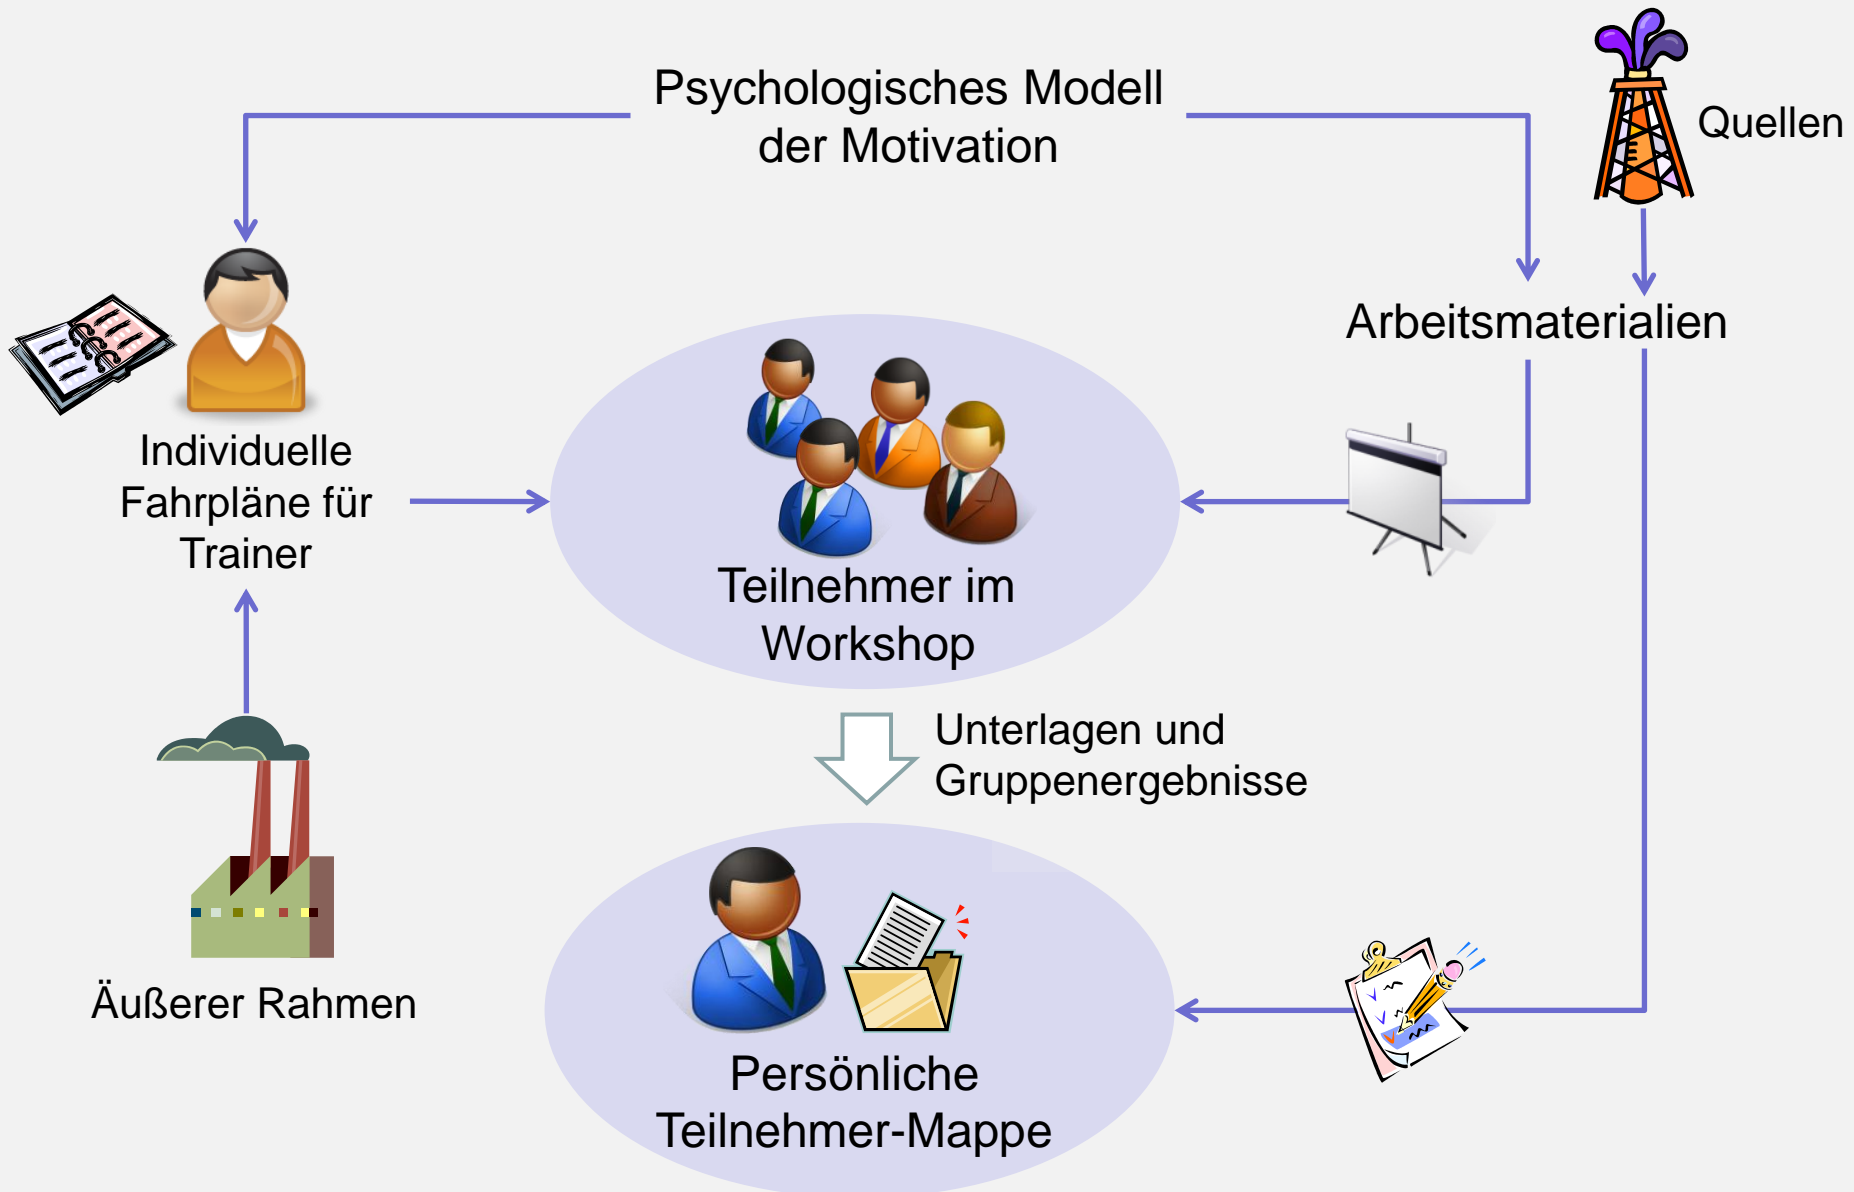 Psychologisches Modell
der Motivation
Quellen
Arbeitsmaterialien
Individuelle
Fahrpläne für
Trainer
Teilnehmer im
Workshop
Unterlagen und
Gruppenergebnisse
Äußerer Rahmen
Persönliche
Teilnehmer-Mappe